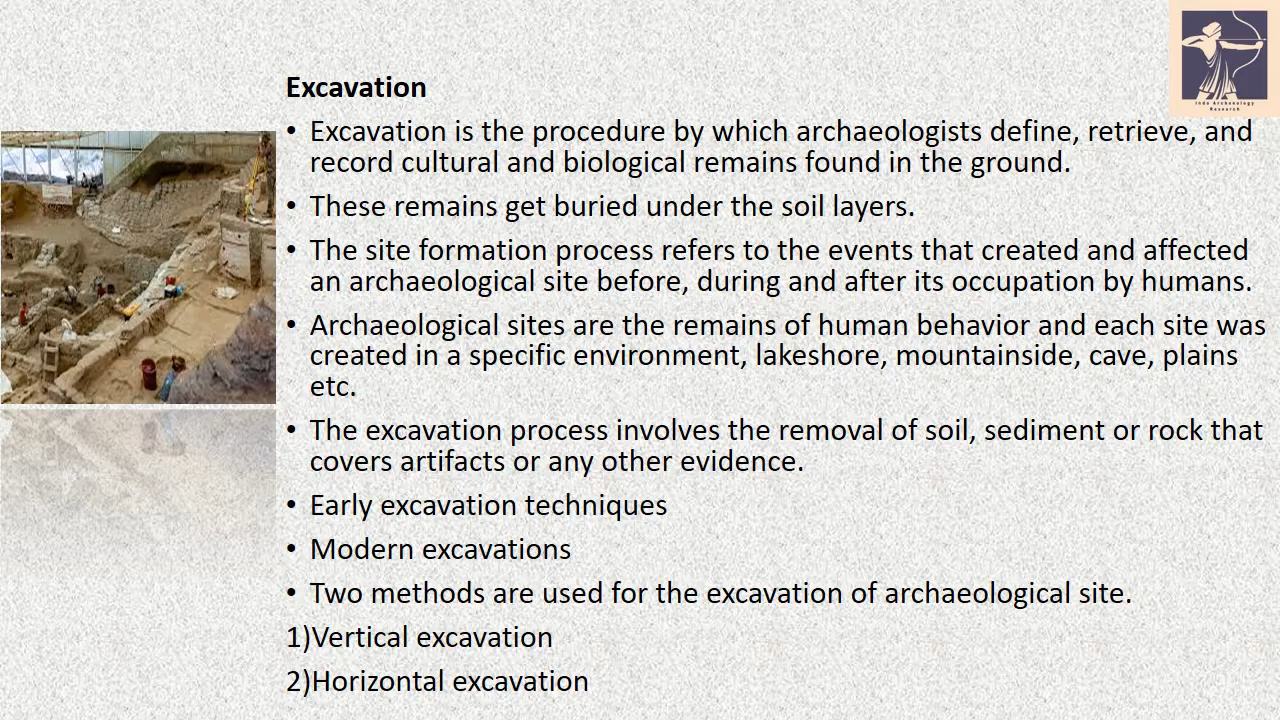 Indo Archaeology
Research
Excavation
• Excavation is the procedure by which archaeologists define, retrieve, and
record cultural and biological remains found in the ground.
• These remains get buried under the soil layers.
• The site formation process refers to the events that created and affected
an archaeological site before, during and after its occupation by humans.
• Archaeological sites are the remains of human behavior and each site was
created in a specific environment, lakeshore, mountainside, cave, plains
etc.
• The excavation process involves the removal of soil, sediment or rock that
covers artifacts or any other evidence.
• Early excavation techniques
• Modern excavations
• Two methods are used for the excavation of archaeological site.
1)Vertical excavation
2)Horizontal excavation